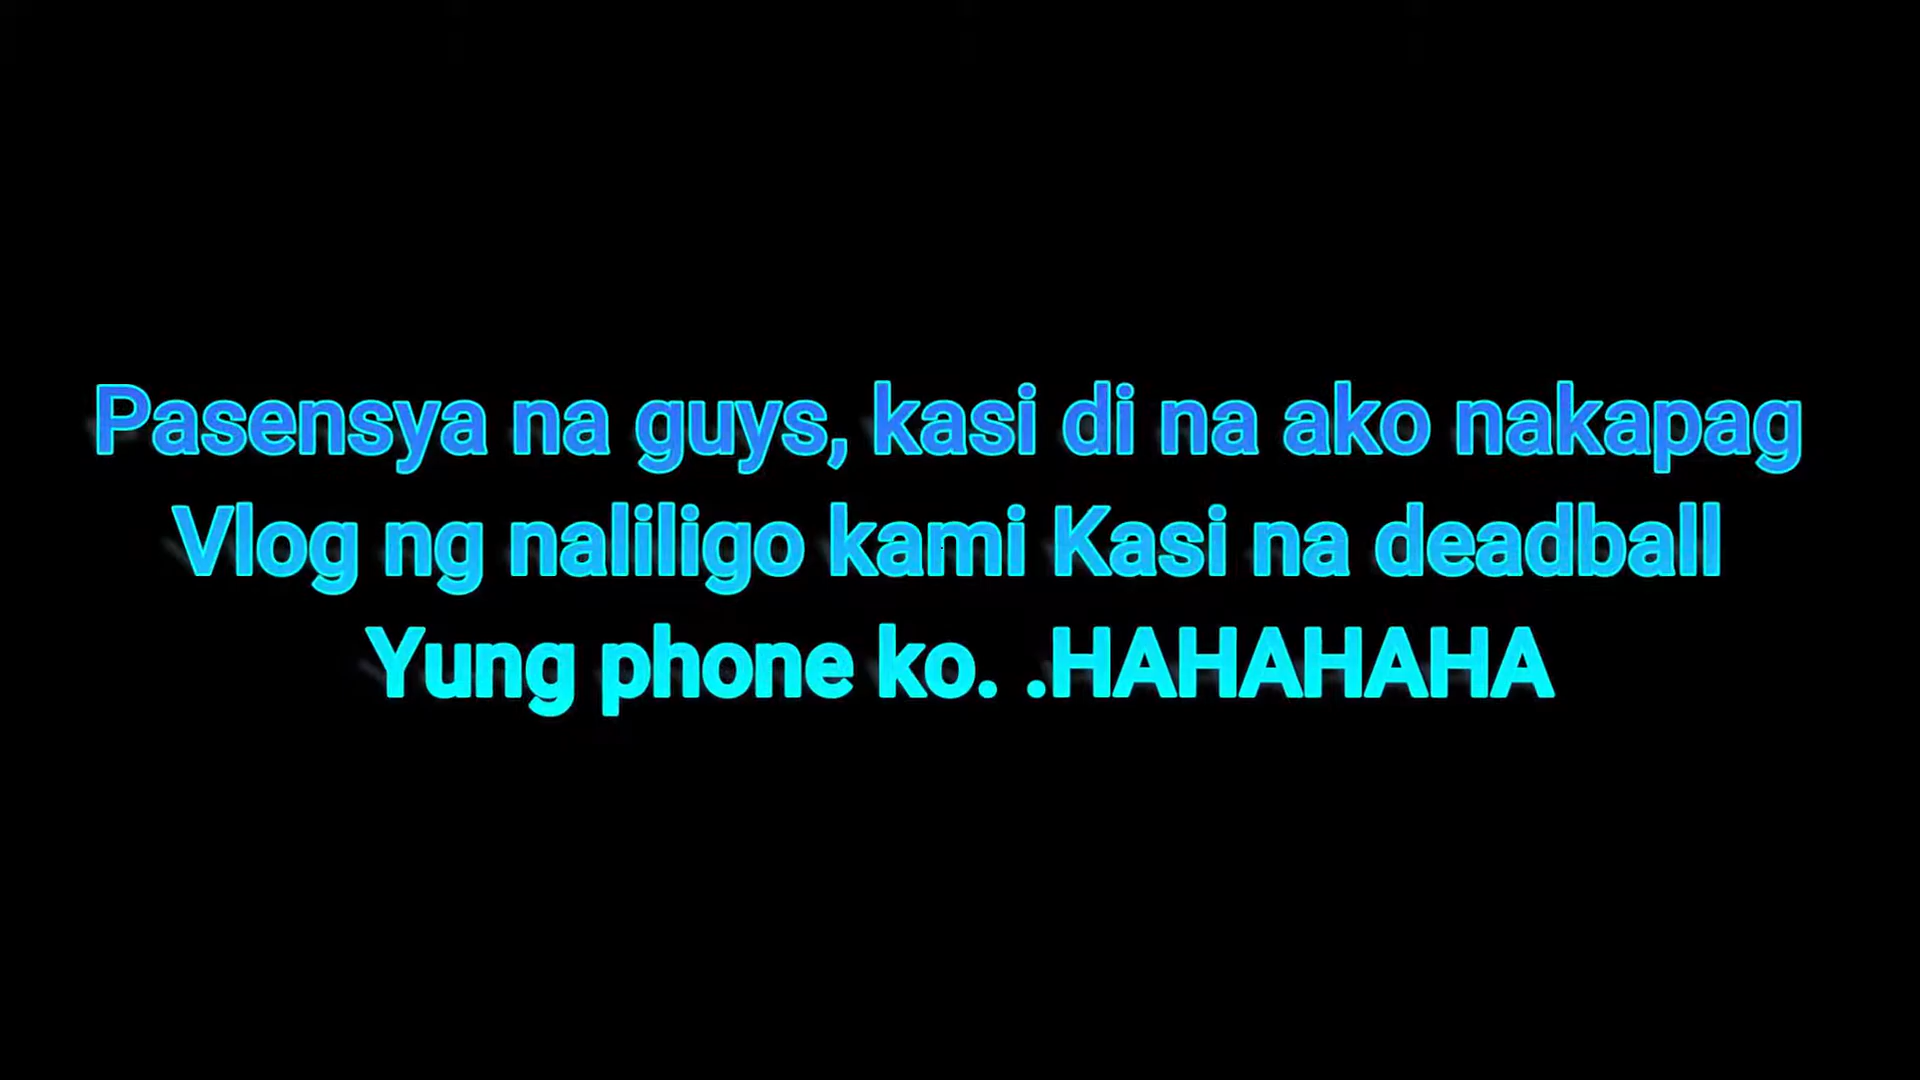 Pasensya na guys, kasi di na ako nakapag
Vlog ng naliligo kami Kasi na deadball
Yung phone ko. .HAHAHAHA